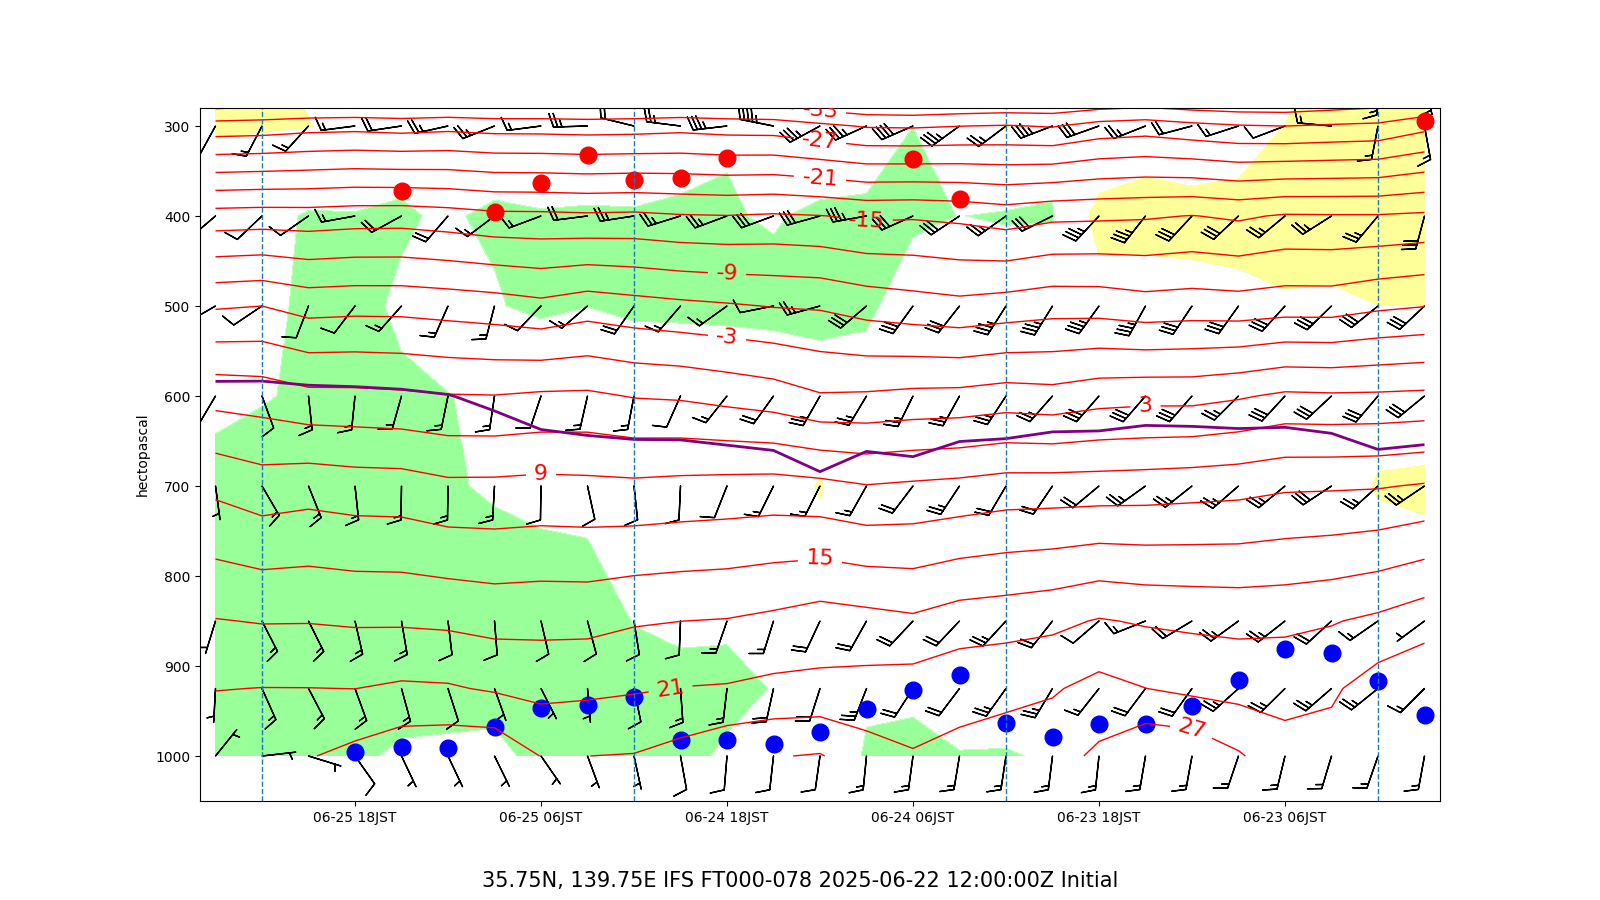 300
400
500
600
700
800
900
1000
hectopascal
-33
-27
-21
-15
-9
-3
3
9
15
21
27
06-25 18JST
06-25 06JST
06-24 18JST
06-24 06JST
06-23 18JST
06-23 06JST
35.75N, 139.75E IFS FT000-078 2025-06-22 12:00:00Z Initial